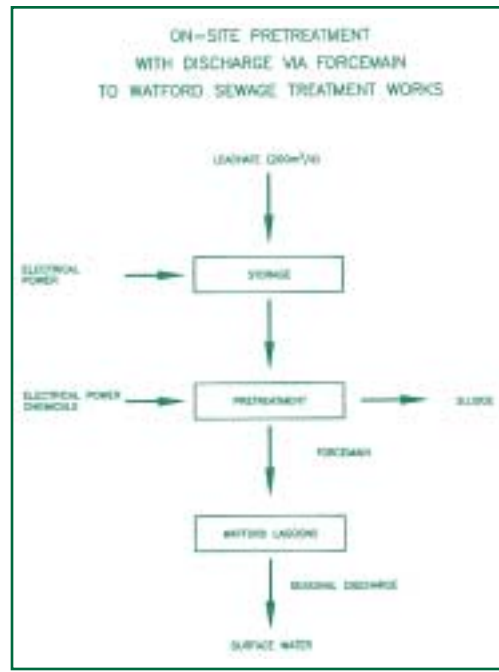 ON-SITE PRETREATMENT
WITH DISCHARGE VIA FORCEMAIN
TO WATFORD SEWAGE TREATMENT WORKS
LEACHATE (200m³/d)
ELECTRICAL
POWER
STORAGE
ELECTRICAL POWER
CHEMICALS
PRETREATMENT
SLUDGE
FORCEMAIN
WATFORD LAGOONS
SEASONAL DISCHARGE
SURFACE WATER